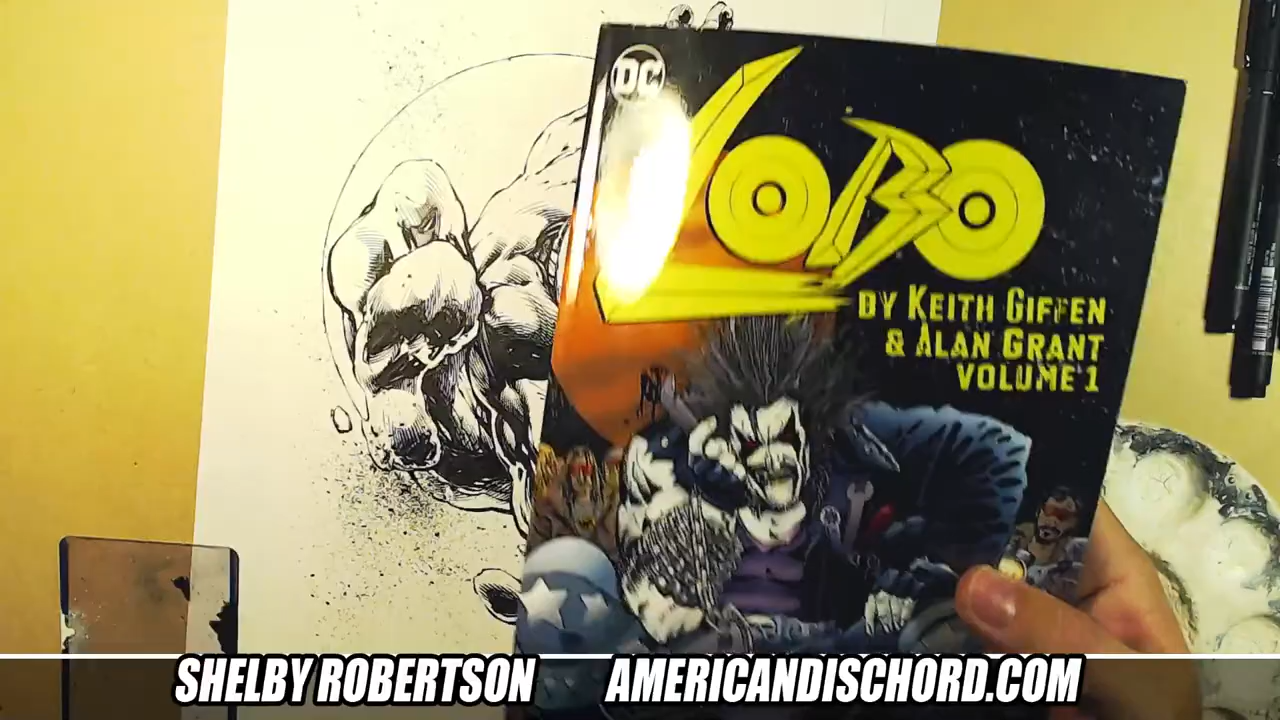 DC
LOBO
BY KEITH GIFFEN
& ALAN GRANT
VOLUME 1
SHELBY ROBERTSON AMERICANDISCHORD.COM